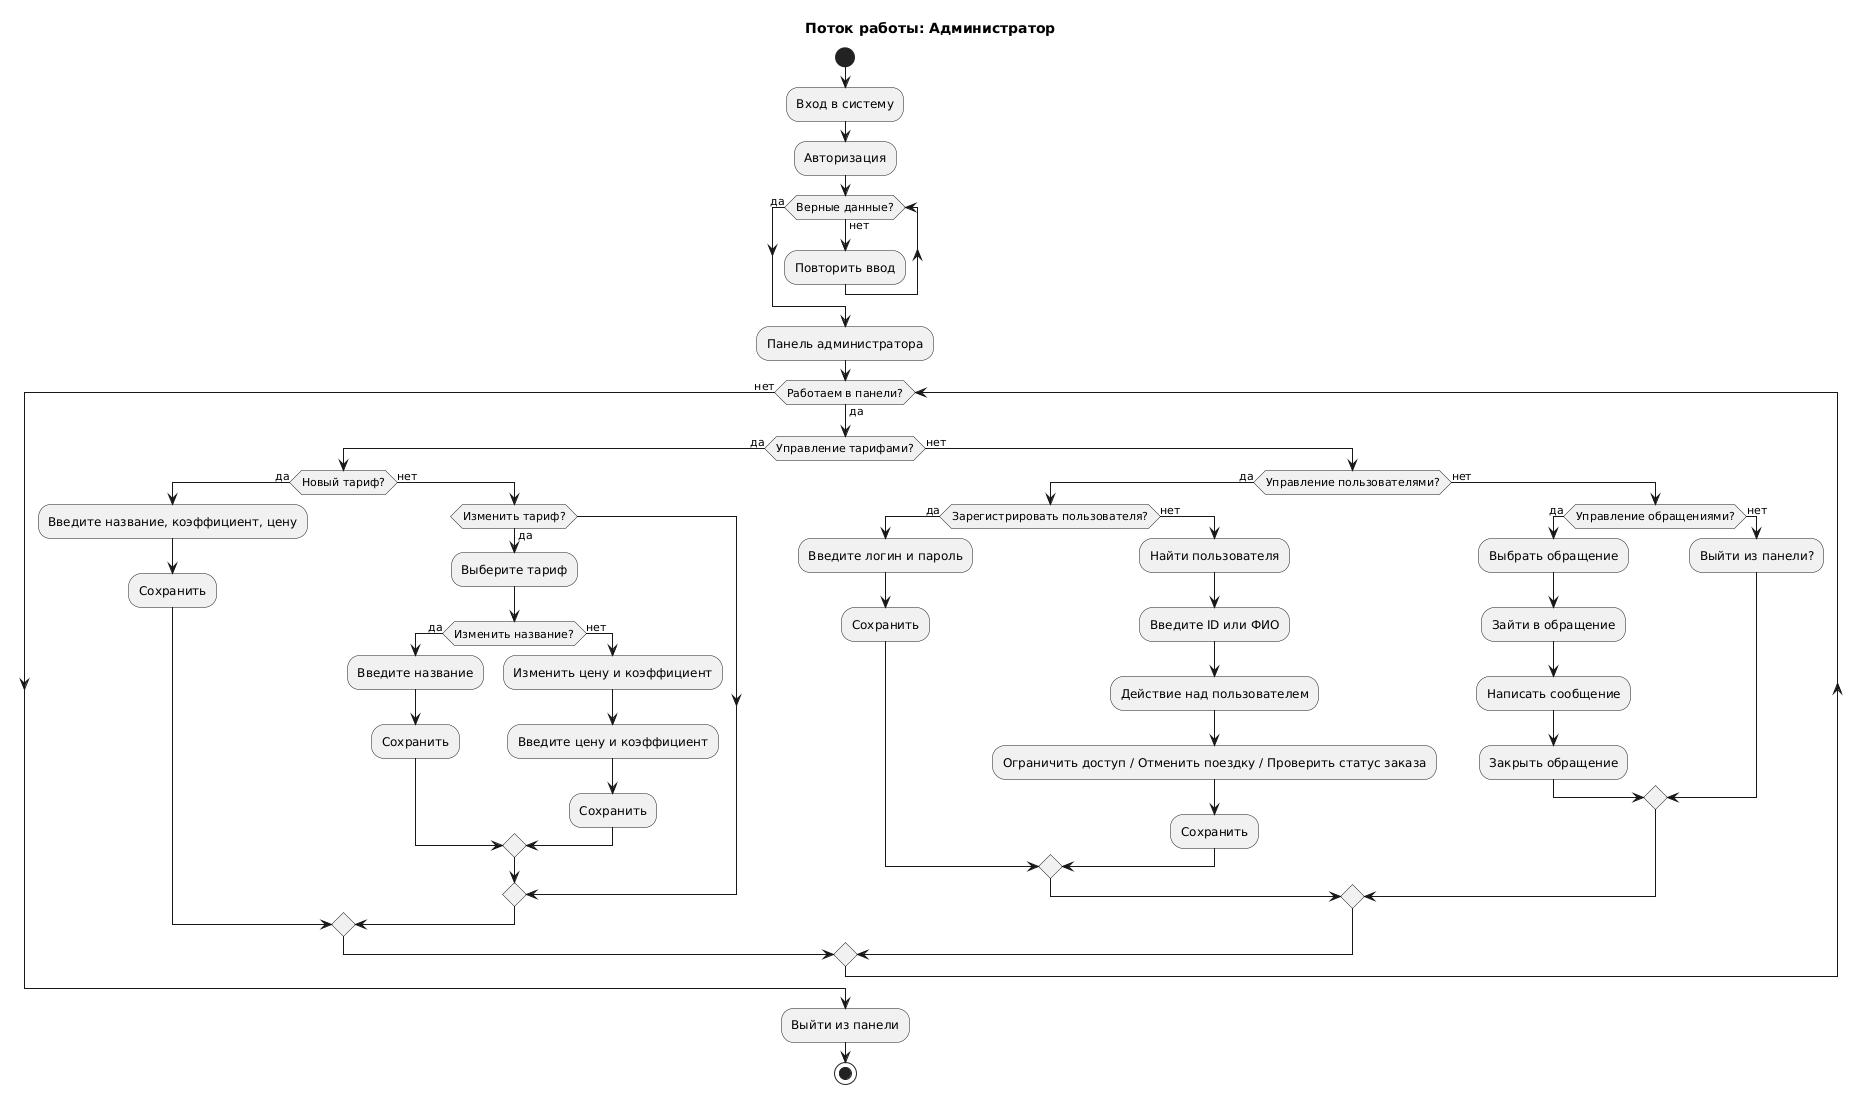 Поток работы: Администратор
Вход в систему
Авторизация
да
Верные данные?
нет
Повторить ввод
Панель администратора
нет
Работаем в панели?
да
да
Управление тарифами?
нет
да
Новый тариф?
нет
да
Управление пользователями?
нет
Введите название, коэффициент, цену
Сохранить
Изменить тариф?
да
Выберите тариф
да
Изменить название?
нет
Введите название
Сохранить
Изменить цену и коэффициент
Введите цену и коэффициент
Сохранить
да
Зарегистрировать пользователя?
нет
Введите логин и пароль
Сохранить
Найти пользователя
Введите ID или ФИО
Действие над пользователем
Ограничить доступ / Отменить поездку / Проверить статус заказа
Сохранить
да
Управление обращениями?
нет
Выбрать обращение
Зайти в обращение
Написать сообщение
Закрыть обращение
Выйти из панели?
Выйти из панели